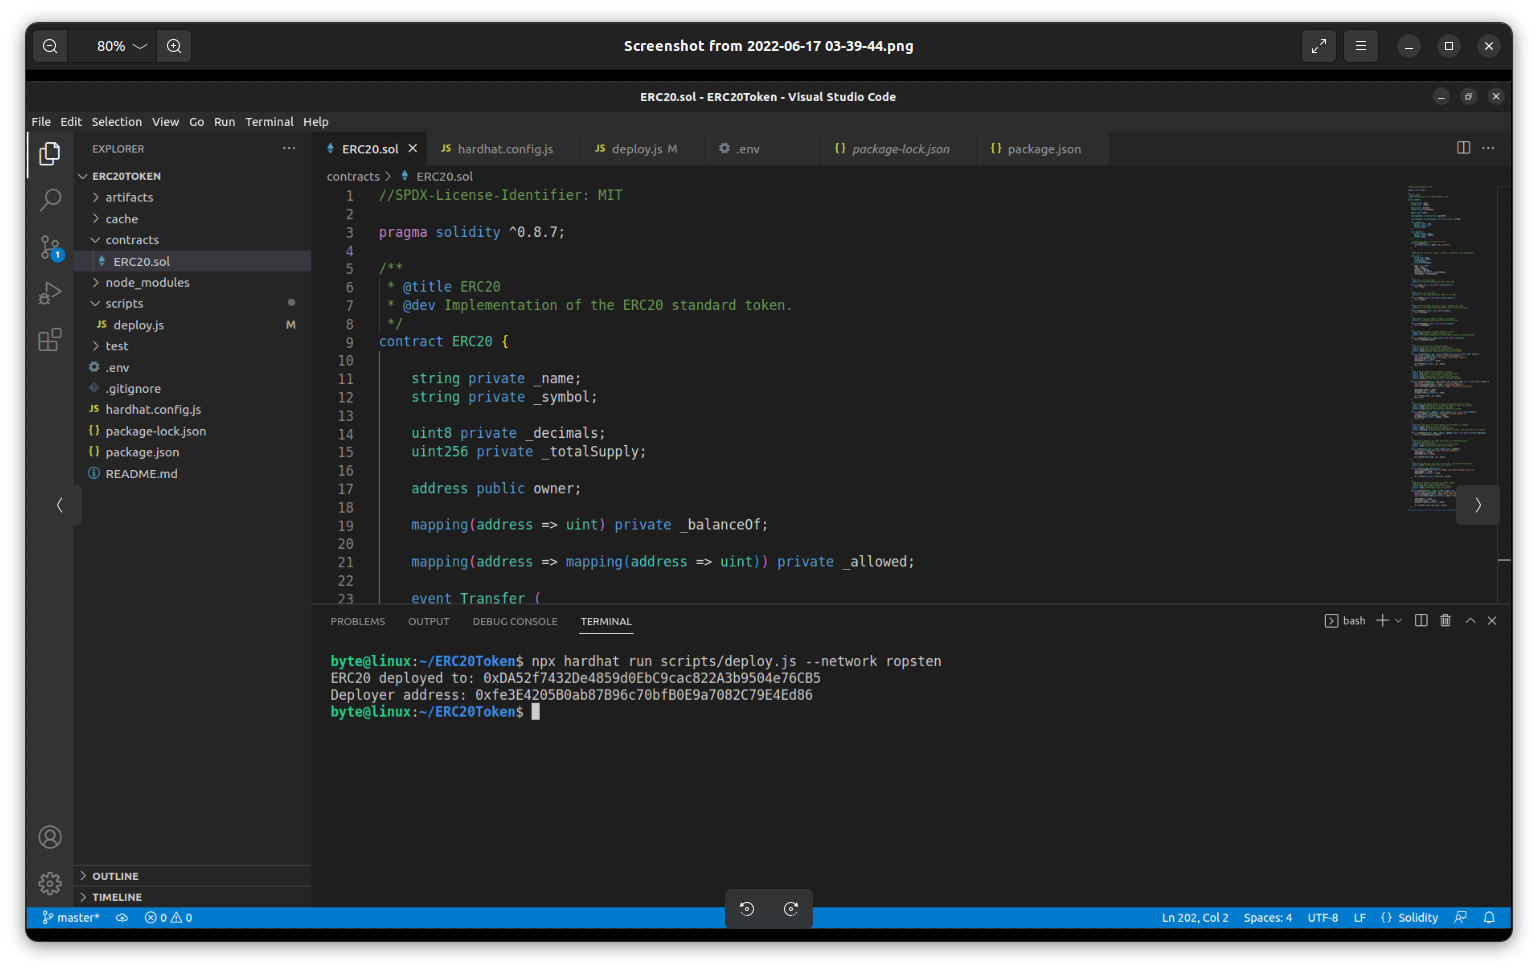 80%
Screenshot from 2022-06-17 03-39-44.png
ERC20.sol - ERC20Token - Visual Studio Code
File Edit Selection View Go Run Terminal Help
EXPLORER
ERC20TOKEN
artifacts
cache
contracts
ERC20.sol
node_modules
scripts
JS deploy.js M
test
.env
.gitignore
JS hardhat.config.js
{} package-lock.json
{} package.json
README.md
1
OUTLINE
TIMELINE
ERC20.sol JS hardhat.config.js JS deploy.js M .env {} package-lock.json {} package.json
contracts > ERC20.sol
1 //SPDX-License-Identifier: MIT
2
3 pragma solidity ^0.8.7;
4
5 /**
6 * @title ERC20
7 * @dev Implementation of the ERC20 standard token.
8 */
9 contract ERC20 {
10
11 string private _name;
12 string private _symbol;
13
14 uint8 private _decimals;
15 uint256 private _totalSupply;
16
17 address public owner;
18
19 mapping(address => uint) private _balanceOf;
20
21 mapping(address => mapping(address => uint)) private _allowed;
22
23 event Transfer (
PROBLEMS OUTPUT DEBUG CONSOLE TERMINAL bash
byte@linux:~/ERC20Token$ npx hardhat run scripts/deploy.js --network ropsten
ERC20 deployed to: 0xDA52f7432De4859d0EbC9cac822A3b9504e76CB5
Deployer address: 0xfe3E4205B0ab87B96c70bfB0E9a7082C79E4Ed86
byte@linux:~/ERC20Token$
master* 0 0 Ln 202, Col 2 Spaces: 4 UTF-8 LF {} Solidity